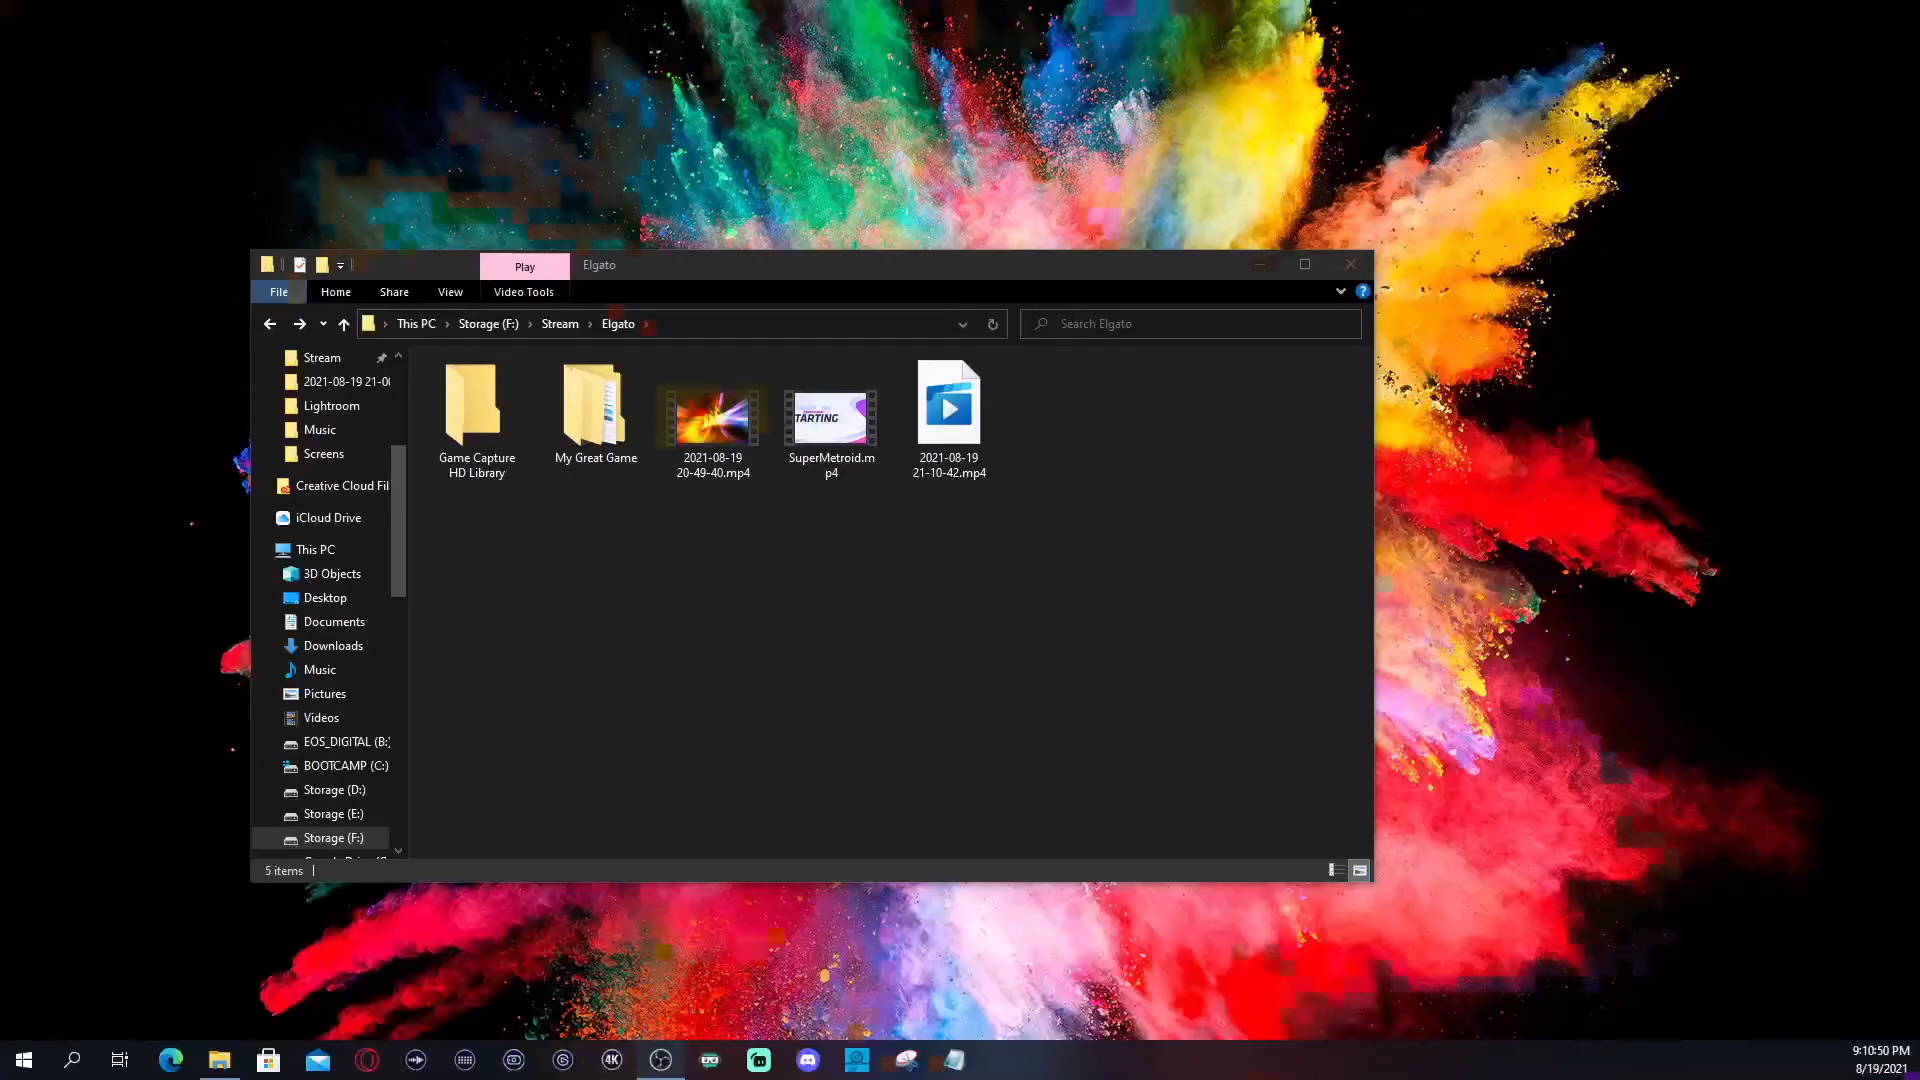 Play
Elgato
File
Home
Share
View
Video Tools
This PC
Storage (F:)
Stream
Elgato
Search Elgato
Stream
2021-08-19 21-0
Lightroom
Music
Screens
Creative Cloud Fil
iCloud Drive
This PC
3D Objects
Desktop
Documents
Downloads
Music
Pictures
Videos
EOS_DIGITAL (B:)
BOOTCAMP (C:)
Storage (D:)
Storage (E:)
Storage (F:)
Game Capture
HD Library
My Great Game
2021-08-19
20-49-40.mp4
TARTING
SuperMetroid.m
p4
2021-08-19
21-10-42.mp4
5 items
4K
9:10:50 PM
8/19/2021